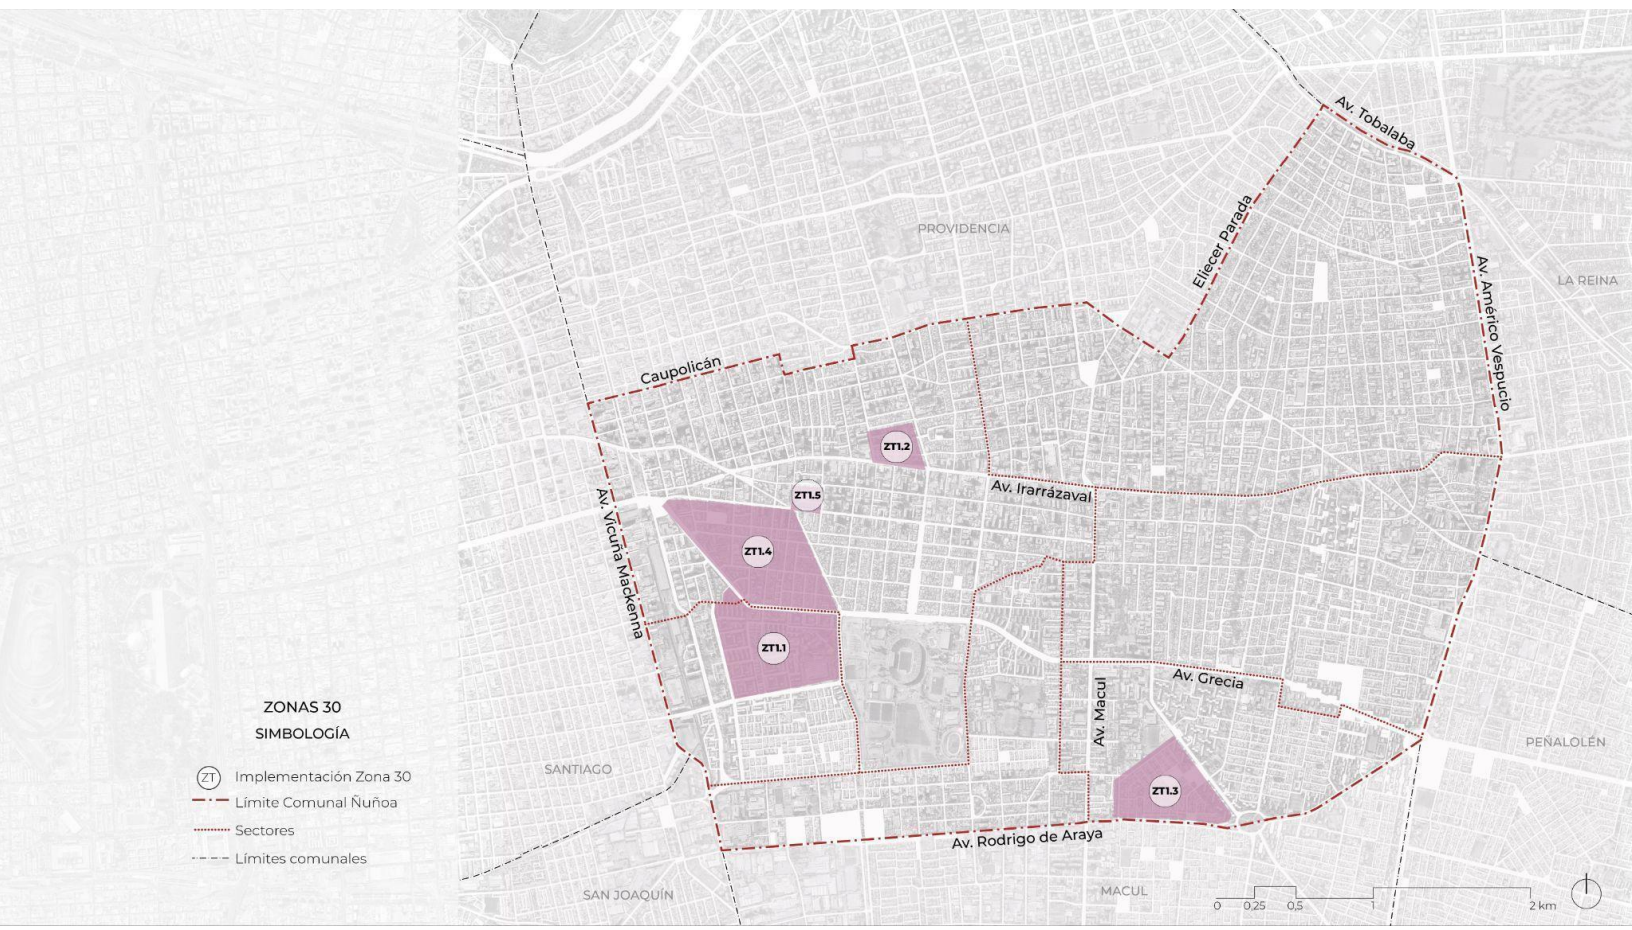 Av. Tobalaba
Eliecer Parada
PROVIDENCIA
LA REINA
Av. Américo Vespucio
Caupolicán
ZT1.2
Av. Irarrázaval
ZT1.5
Av. Vicuña Mackenna
ZT1.4
ZT1.1
Av. Grecia
Av. Macul
ZONAS 30
SIMBOLOGÍA
PEÑALOLÉN
SANTIAGO
ZT Implementación Zona 30
ZT1.3
Límite Comunal Ñuñoa
Sectores
Av. Rodrigo de Araya
Límites comunales
SAN JOAQUÍN
MACUL
0 0,25 0,5 1 2 km